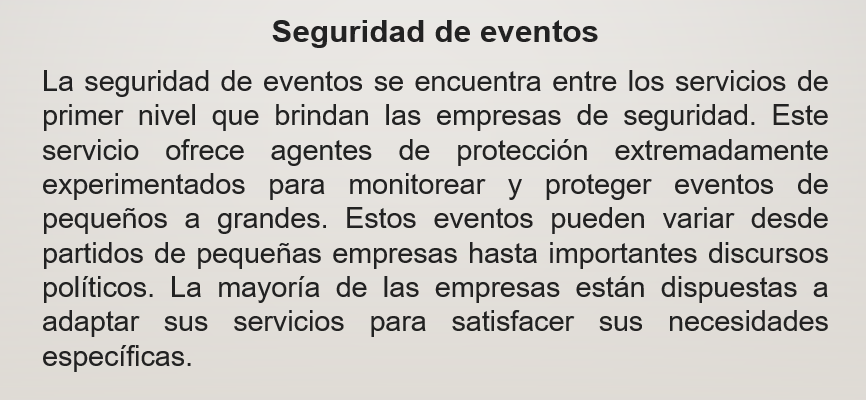 Seguridad de eventos
La seguridad de eventos se encuentra entre los servicios de
primer nivel que brindan las empresas de seguridad. Este
servicio ofrece agentes de protección extremadamente
experimentados para monitorear y proteger eventos de
pequeños a grandes. Estos eventos pueden variar desde
partidos de pequeñas empresas hasta importantes discursos
políticos. La mayoría de las empresas están dispuestas a
adaptar sus servicios para satisfacer sus necesidades
específicas.